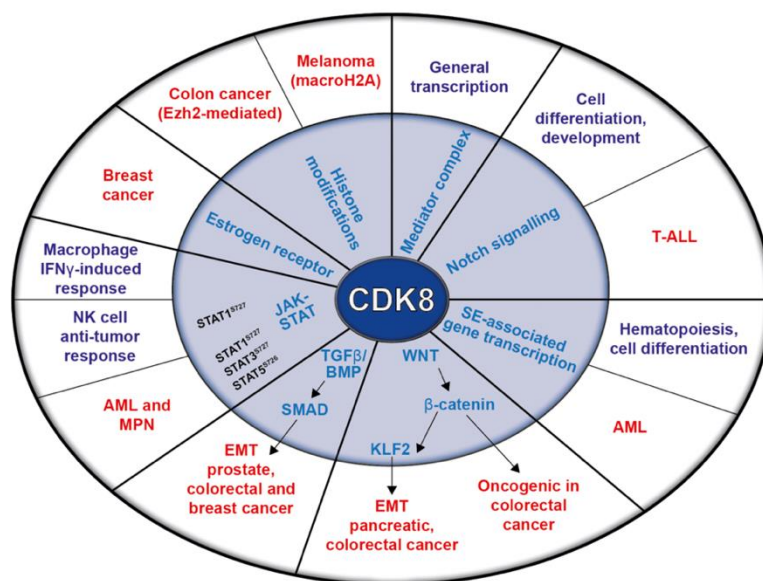 Melanoma
(macroH2A)
General
transcription
Colon cancer
(Ezh2-mediated)
Cell
differentiation,
development
Breast
cancer
T-ALL
Histone
modifications
Mediator complex
Estrogen receptor
Notch signalling
Macrophage
IFNγ-induced
response
CDK8
NK cell
anti-tumor
response
STAT1S727
JAK-
STAT
STAT1S727
STAT3S727
STAT5S726
SE-associated
gene transcription
Hematopoiesis,
cell differentiation
TGFβ/
BMP
WNT
AML and
MPN
SMAD
β-catenin
AML
KLF2
EMT
prostate,
colorectal and
breast cancer
EMT
pancreatic,
colorectal cancer
Oncogenic in
colorectal
cancer